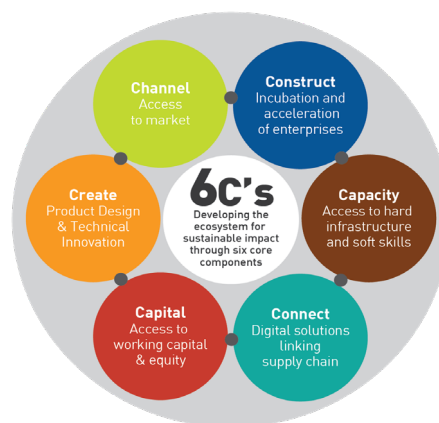 Channel
Access
to market
Construct
Incubation and
acceleration
of enterprises
Create
Product Design
& Technical
Innovation
6C's
Developing the
ecosystem for
sustainable impact
through six core
components
Capacity
Access to hard
infrastructure
and soft skills
Capital
Access to
working capital
& equity
Connect
Digital solutions
linking
supply chain